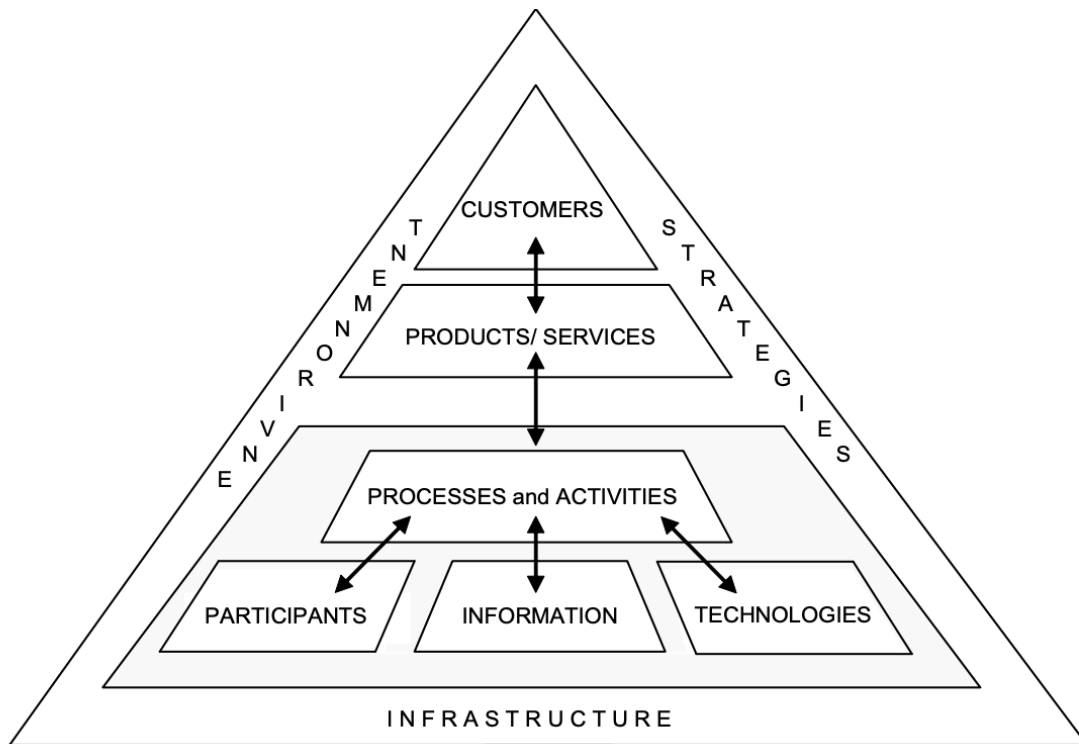 CUSTOMERS
ENVIRONMENT
STRATEGIES
PRODUCTS/ SERVICES
PROCESSES and ACTIVITIES
PARTICIPANTS
INFORMATION
TECHNOLOGIES
INFRASTRUCTURE